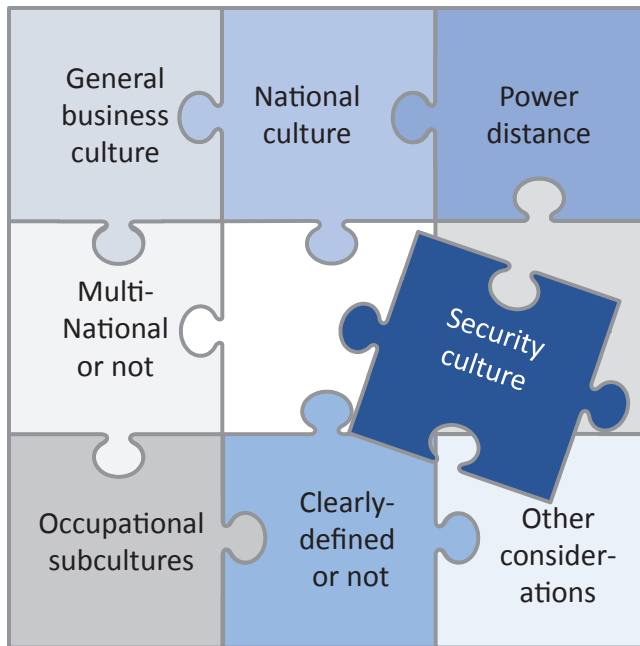 General
business
culture
National
culture
Power
distance
Multi-
National
or not
Security
culture
Occupational
subcultures
Clearly-
defined
or not
Other
consider-
ations